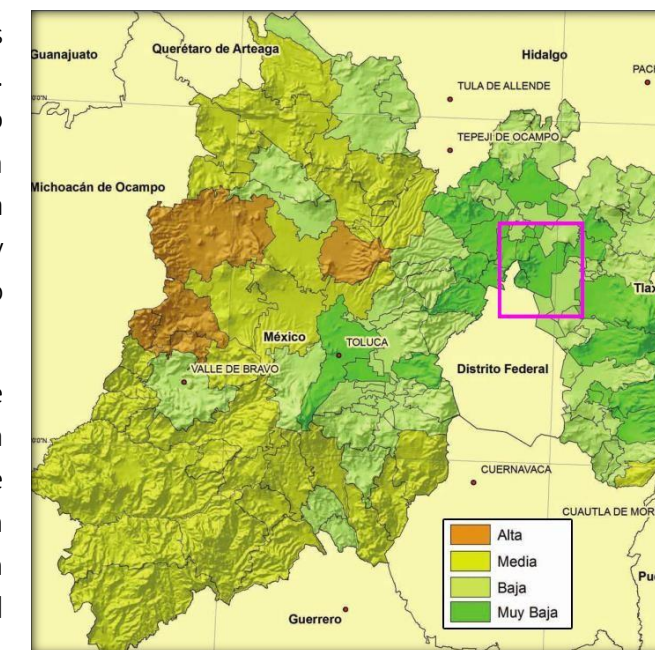 Guanajuato
Querétaro de Arteaga
Hidalgo
TULA DE ALLENDE
TEPEJI DE OCAMPO
Michoacán de Ocampo
México
TOLUCA
VALLE DE BRAVO
Distrito Federal
CUERNAVACA
CUAUTLA DE MOR
Guerrero
Alta
Media
Baja
Muy Baja